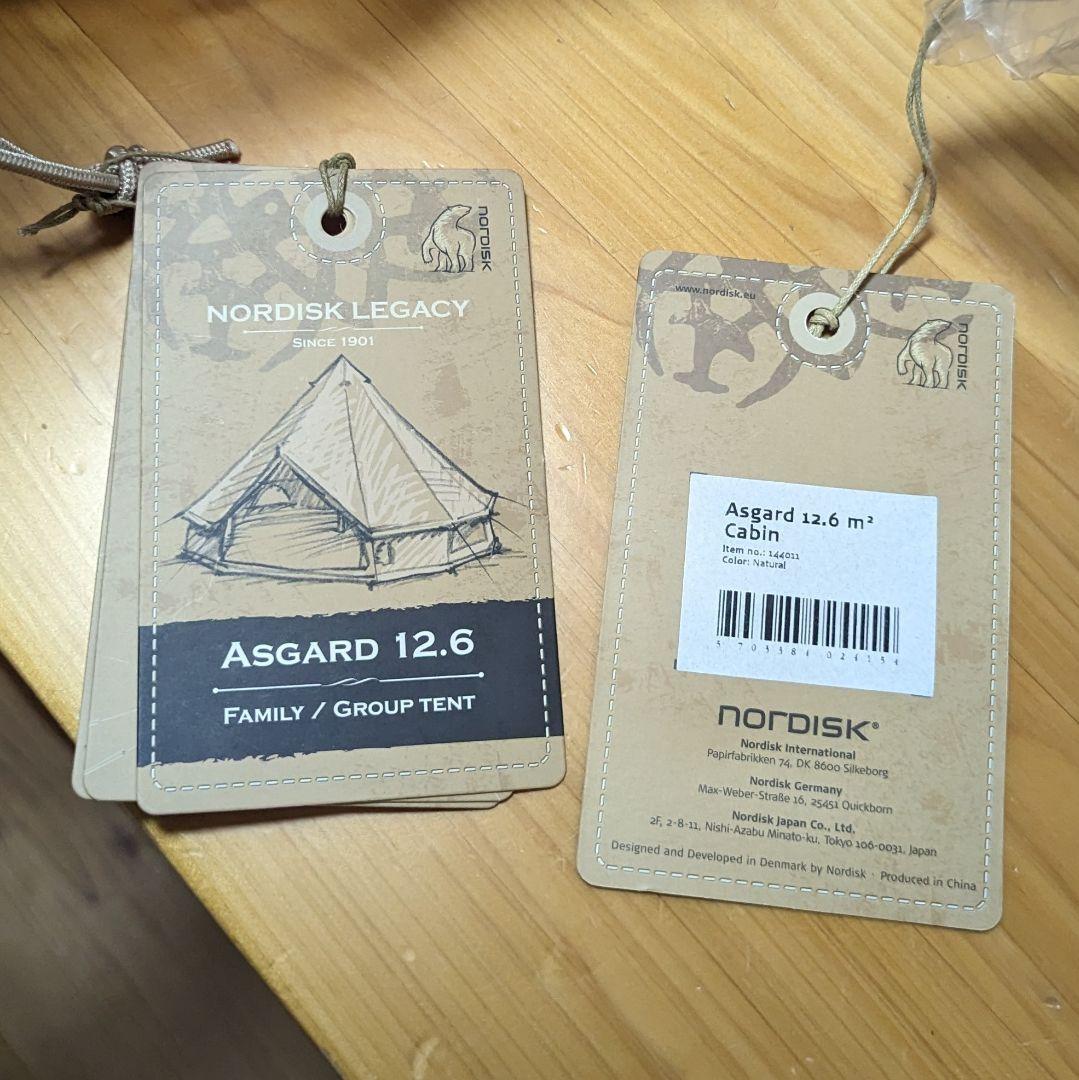 NORDISK
NORDISK LEGACY
SINCE 1901
ASGARD 12.6
FAMILY / GROUP TENT
www.nordisk.eu
NORDISK
Asgard 12.6 m²
Cabin
Item no.: 144011
Color: Natural
5 703384 024154
NORDISK®
Nordisk International
Papirfabrikken 74, DK 8600 Silkeborg
Nordisk Germany
Max-Weber-Straße 16, 25451 Quickborn
Nordisk Japan Co., Ltd.
2F, 2-8-11, Nishi-Azabu Minato-ku, Tokyo 106-0031, Japan
Designed and Developed in Denmark by Nordisk · Produced in China